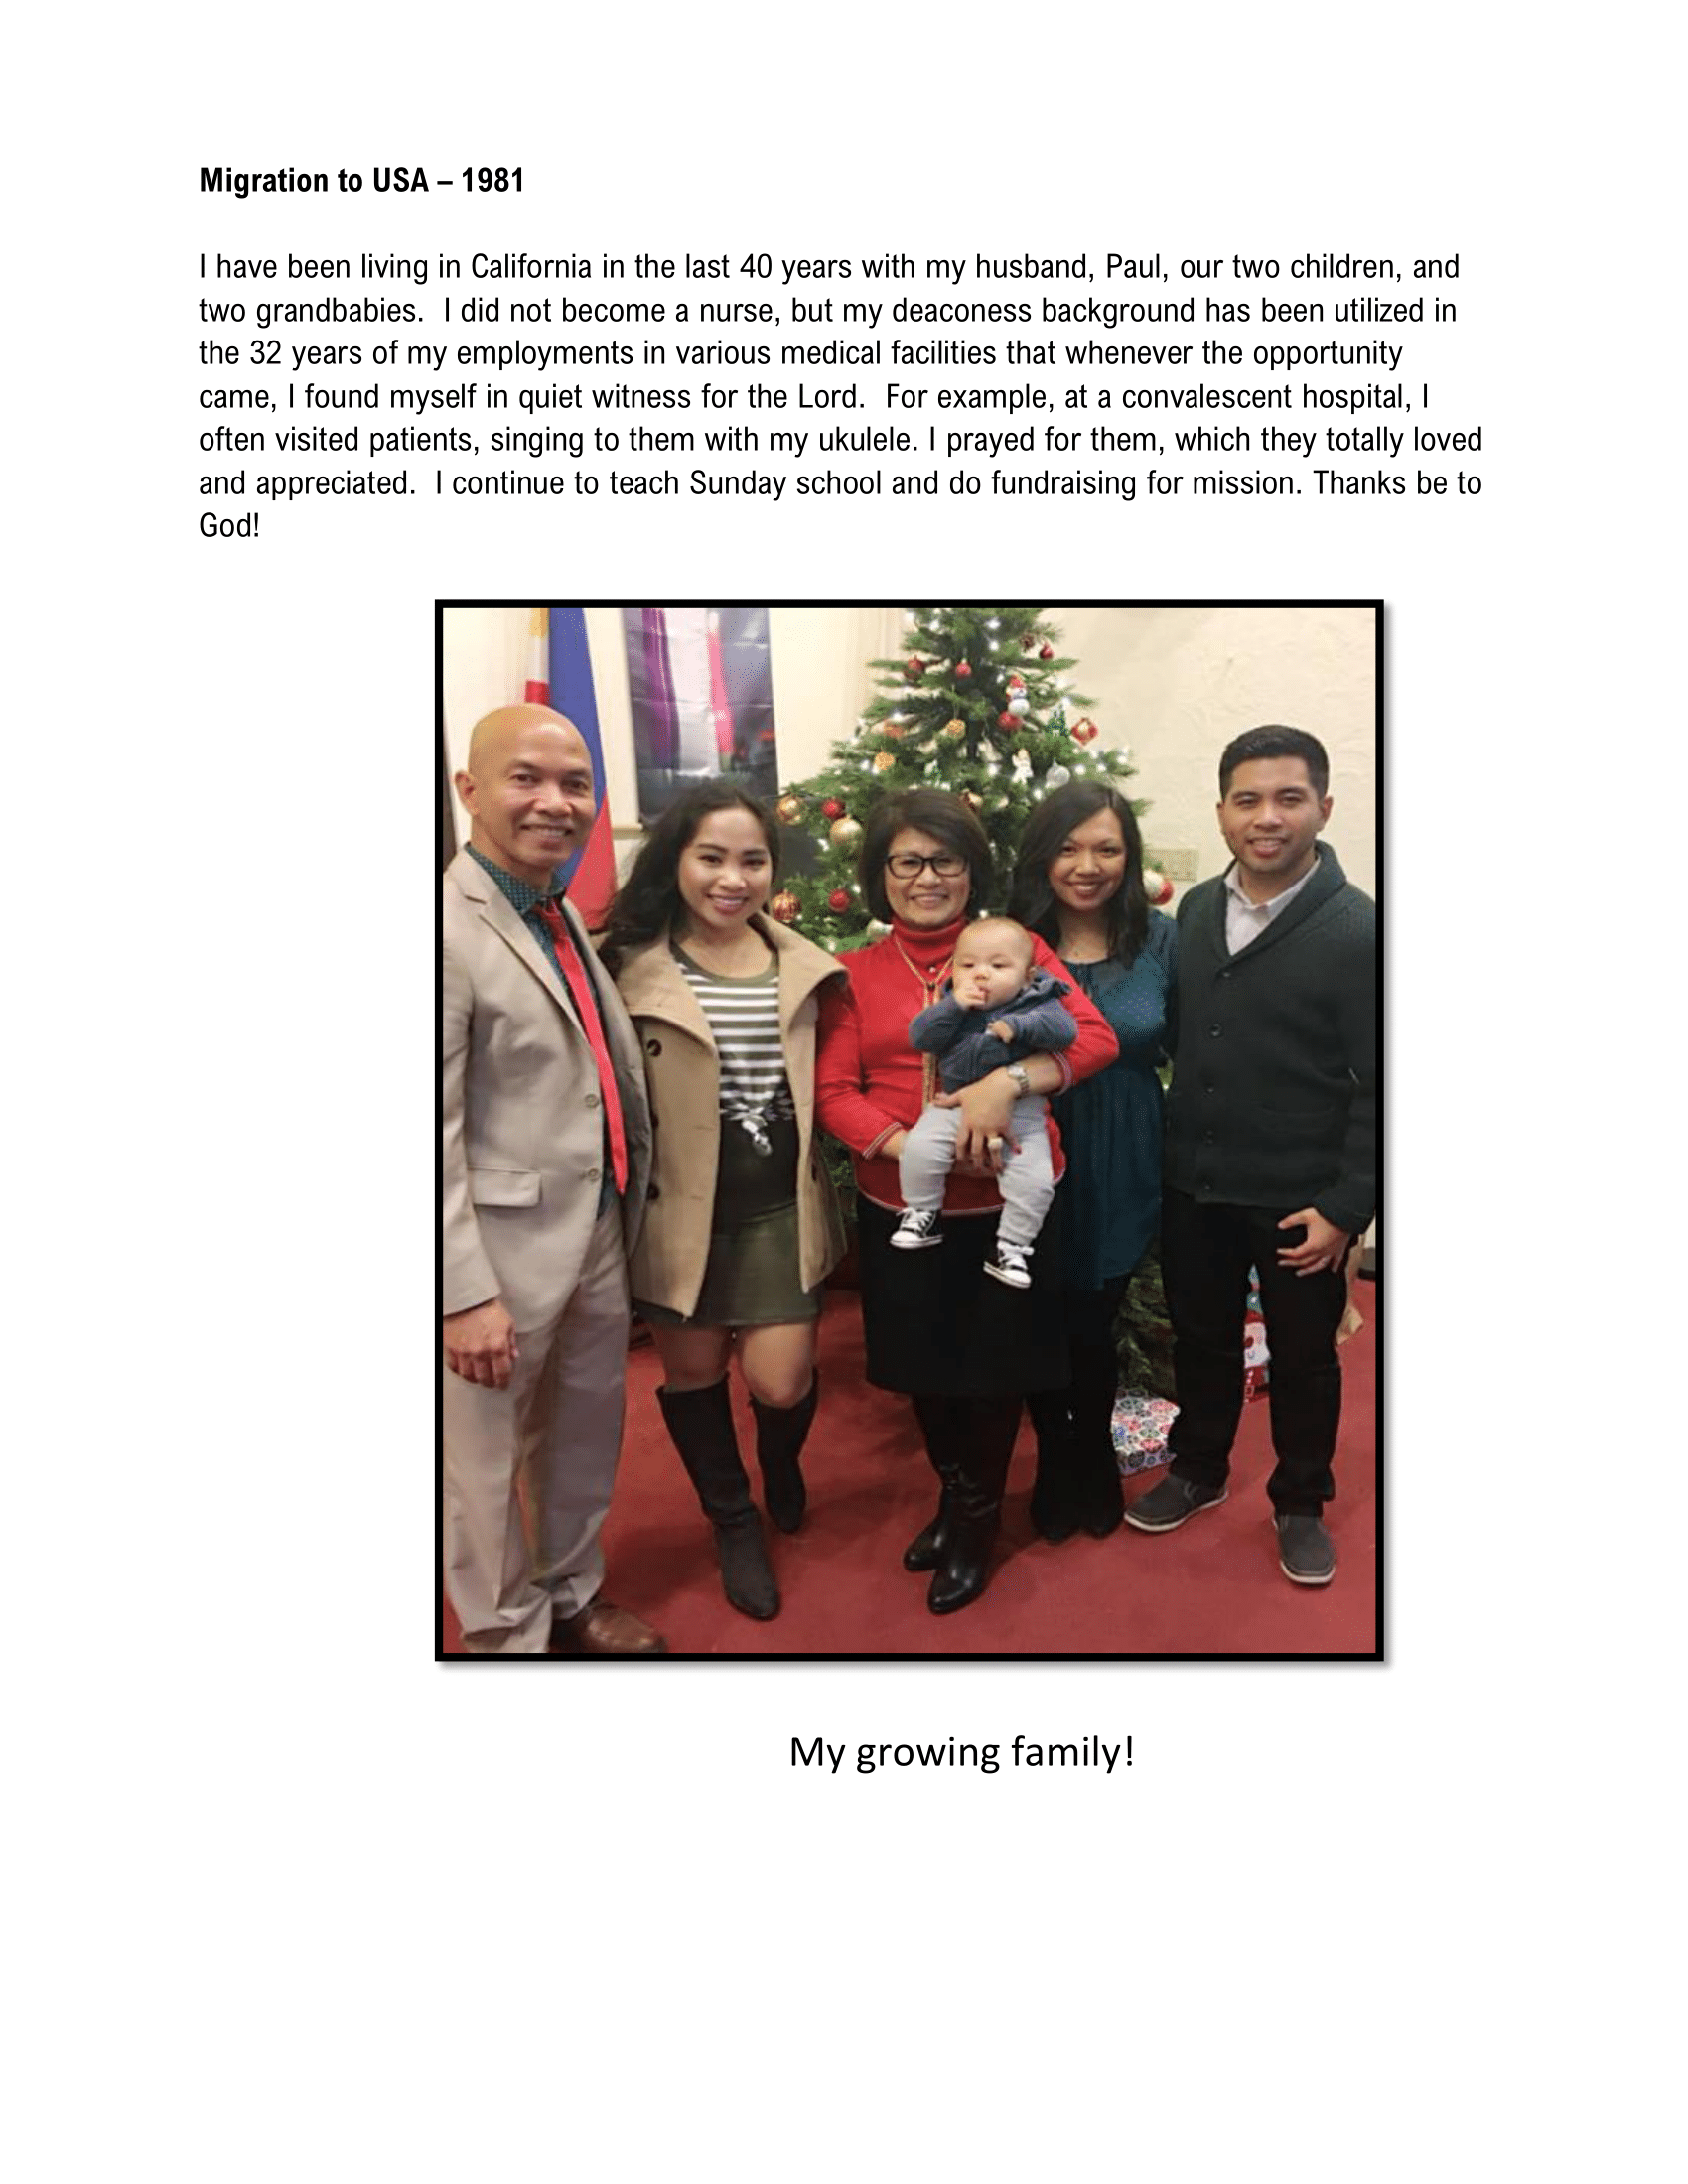 Migration to USA – 1981
I have been living in California in the last 40 years with my husband, Paul, our two children, and
two grandbabies.  I did not become a nurse, but my deaconess background has been utilized in
the 32 years of my employments in various medical facilities that whenever the opportunity
came, I found myself in quiet witness for the Lord.  For example, at a convalescent hospital, I
often visited patients, singing to them with my ukulele. I prayed for them, which they totally loved
and appreciated.  I continue to teach Sunday school and do fundraising for mission. Thanks be to
God!
My growing family!